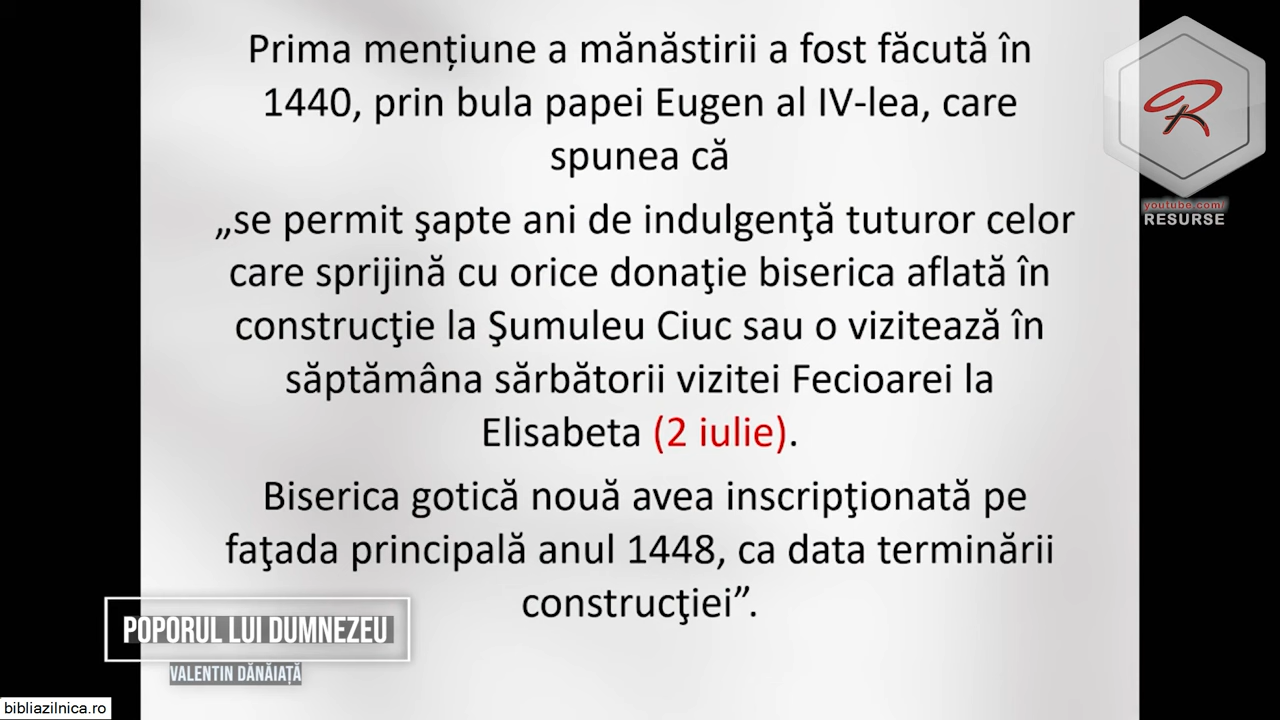 Prima mențiune a mănăstirii a fost făcută în
1440, prin bula papei Eugen al IV-lea, care
spunea că
„se permit şapte ani de indulgenţă tuturor celor
care sprijină cu orice donaţie biserica aflată în
construcţie la Şumuleu Ciuc sau o vizitează în
săptămâna sărbătorii vizitei Fecioarei la
Elisabeta (2 iulie).
Biserica gotică nouă avea inscripţionată pe
faţada principală anul 1448, ca data terminării
construcţiei”.
R
youtube.com/
RESURSE
POPORUL LUI DUMNEZEU
VALENTIN DĂNĂIAȚĂ
bibliazilnica.ro